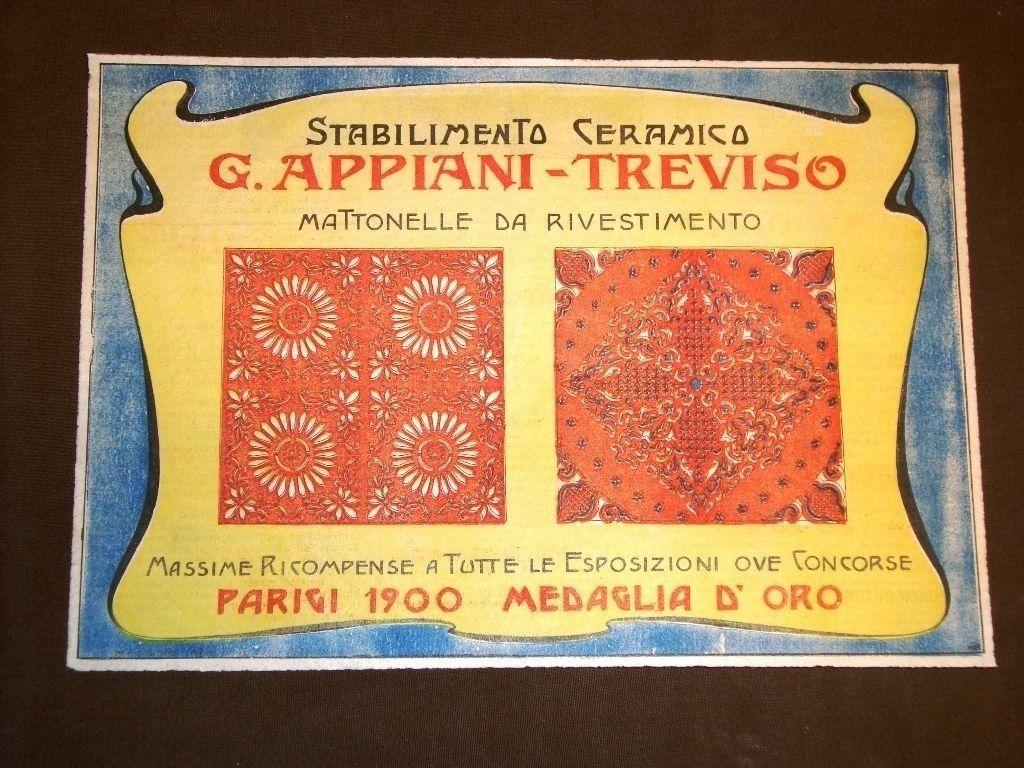 STABILIMENTO CERAMICO
G. APPIANI-TREVISO
MATTONELLE DA RIVESTIMENTO
MASSIME RICOMPENSE A TUTTE LE ESPOSIZIONI OVE CONCORSE
PARIGI 1900 MEDAGLIA D'ORO